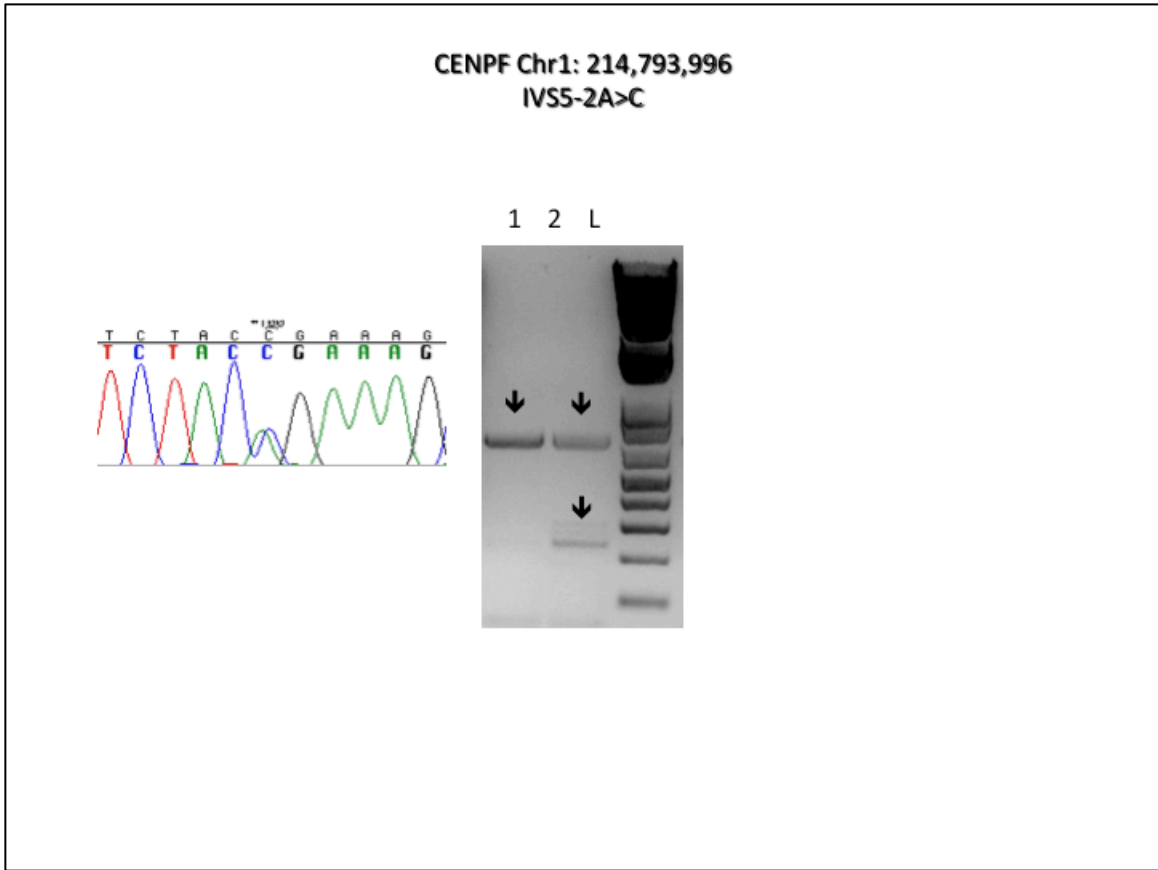 CENPF Chr1: 214,793,996
IVS5-2A>C
1 2 L
T C T A C C G A A A G
T C T A C C G A A A G